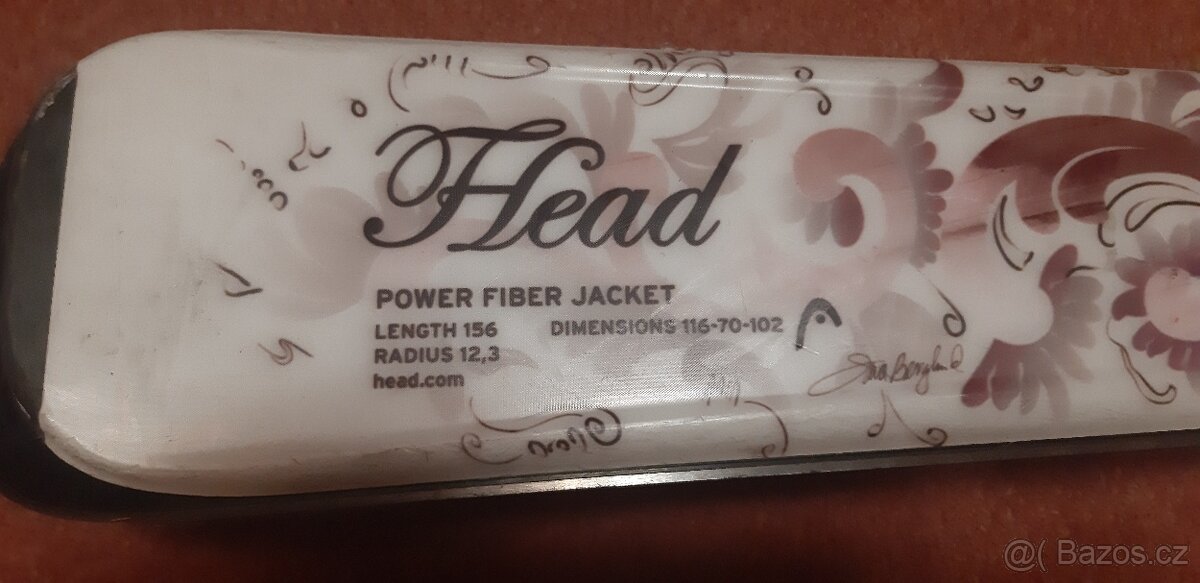 Head
POWER FIBER JACKET
LENGTH 156 DIMENSIONS 116-70-102
RADIUS 12,3
head.com
@( Bazos.cz